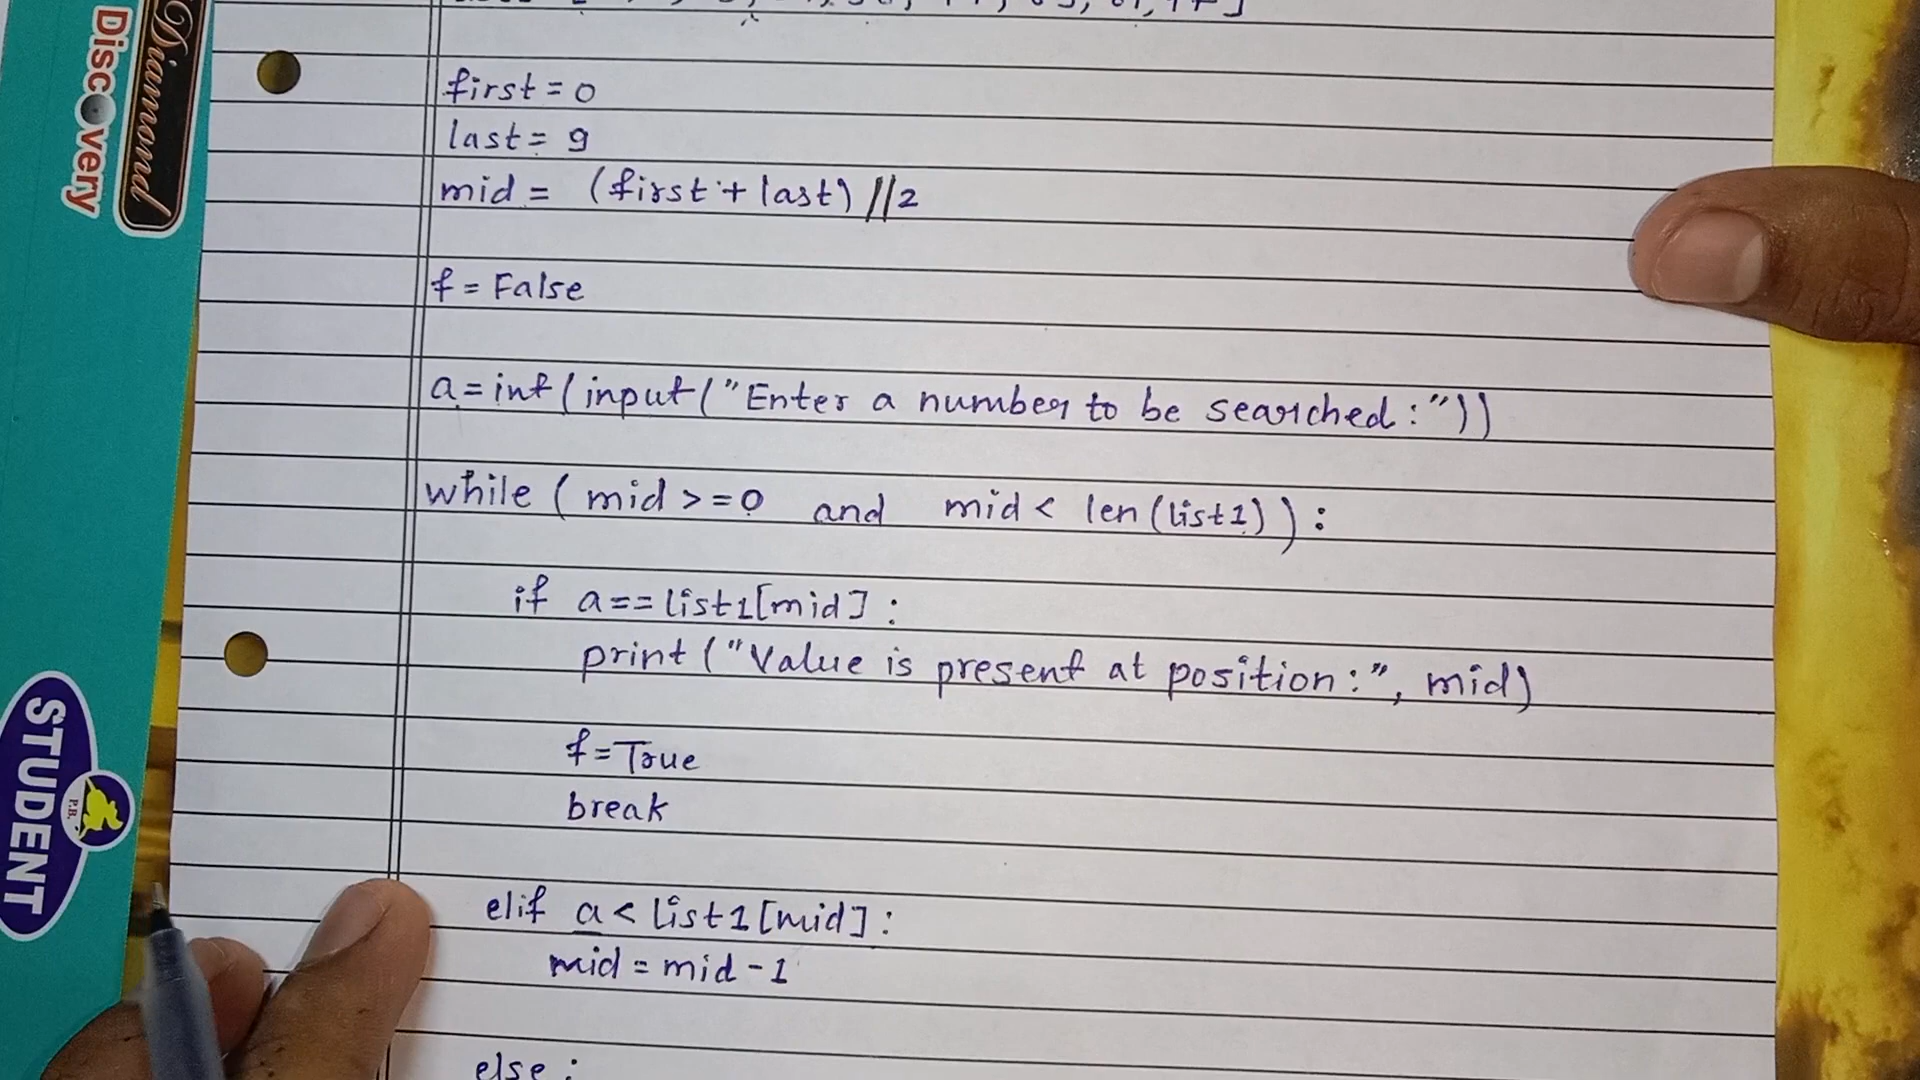 first = 0
last = 9
mid = (first + last) //2
f = False
a = int(input("Enter a number to be searched:"))
while ( mid >= 0 and mid < len(list1)):
if a == list1[mid]:
print("Value is present at position:", mid)
f = True
break
elif a < list1[mid]:
mid = mid - 1
else:
Diamond
Discovery
STUDENT
P.B.